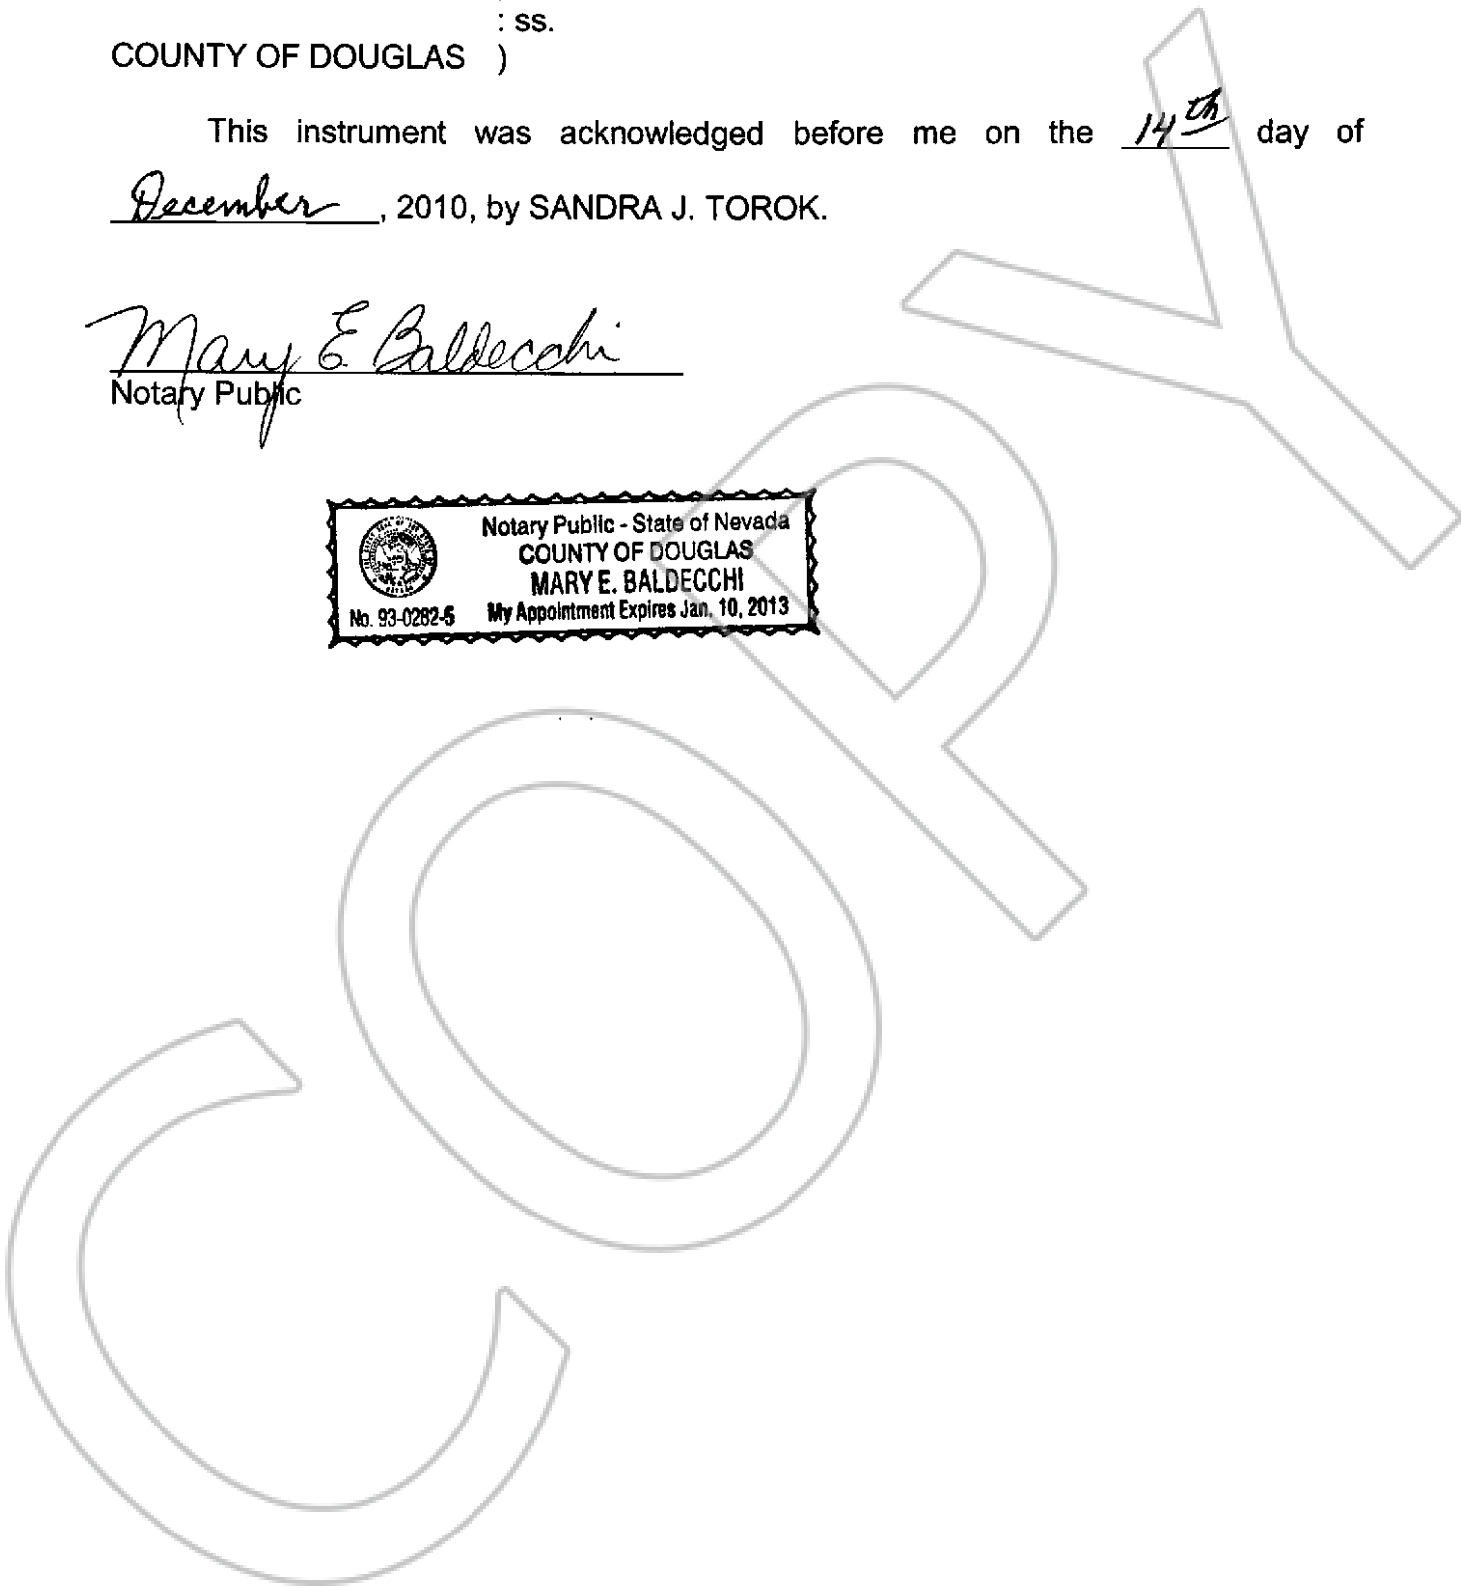 : ss.
COUNTY OF DOUGLAS )
This instrument was acknowledged before me on the 14th day of
December, 2010, by SANDRA J. TOROK.
Mary E. Baldecchi
Notary Public
Notary Public - State of Nevada
COUNTY OF DOUGLAS
MARY E. BALDECCHI
No. 93-0282-5 My Appointment Expires Jan. 10, 2013
COPY